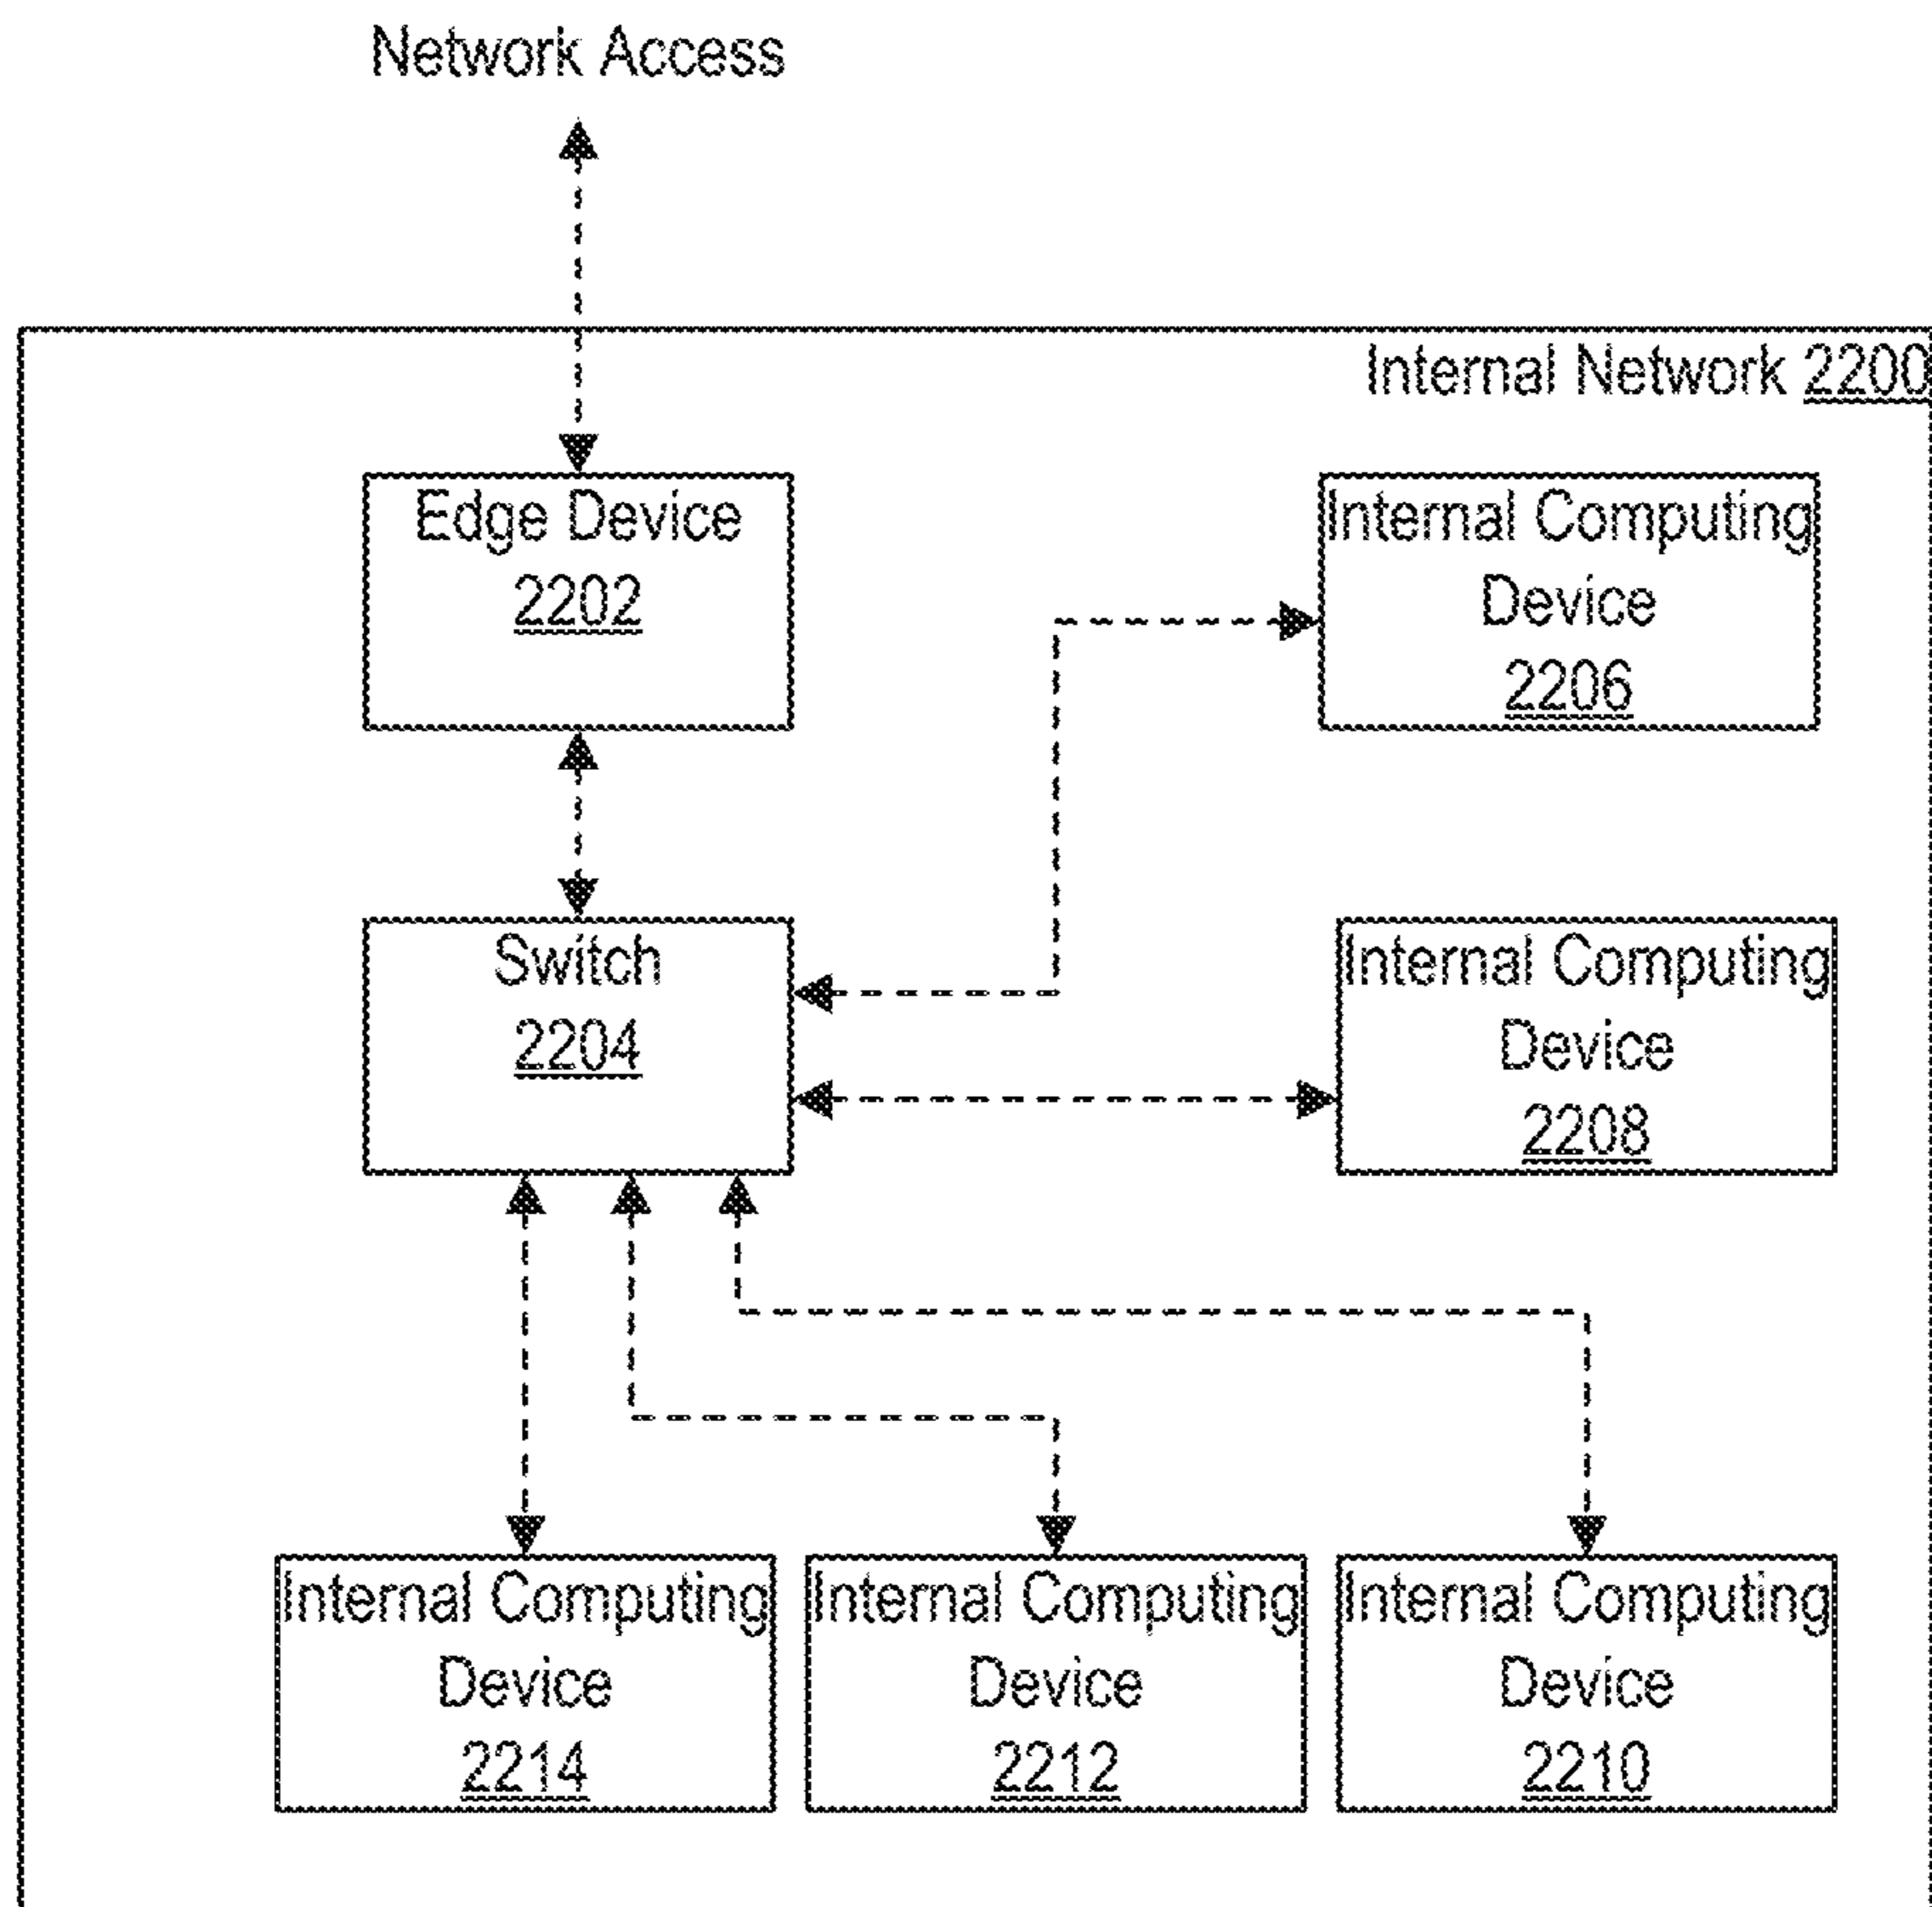 Network Access
Internal Network 2200
Edge Device
2202
Internal Computing
Device
2206
Switch
2204
Internal Computing
Device
2208
Internal Computing
Device
2214
Internal Computing
Device
2212
Internal Computing
Device
2210